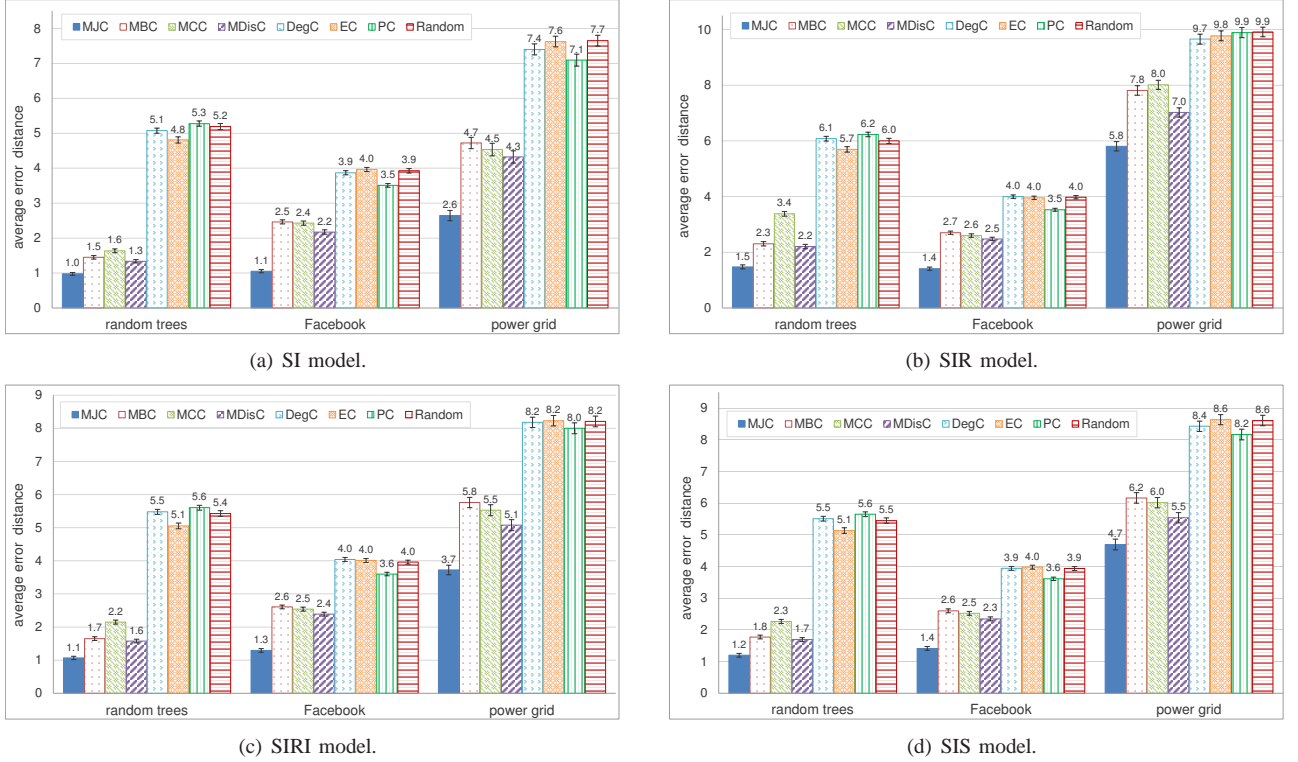 MJC MBC MCC MDisC DegC EC PC Random
average error distance
8
7
6
5
4
3
2
1
0
1.0 1.5 1.6 1.3 5.1 4.8 5.3 5.2
1.1 2.5 2.4 2.2 3.9 4.0 3.5 3.9
2.6 4.7 4.5 4.3 7.4 7.6 7.1 7.7
random trees Facebook power grid
(a) SI model.
MJC MBC MCC MDisC DegC EC PC Random
average error distance
10
8
6
4
2
0
1.5 2.3 3.4 2.2 6.1 5.7 6.2 6.0
1.4 2.7 2.6 2.5 4.0 4.0 3.5 4.0
5.8 7.8 8.0 7.0 9.7 9.8 9.9 9.9
random trees Facebook power grid
(b) SIR model.
MJC MBC MCC MDisC DegC EC PC Random
average error distance
9
8
7
6
5
4
3
2
1
0
1.1 1.7 2.2 1.6 5.5 5.1 5.6 5.4
1.3 2.6 2.5 2.4 4.0 4.0 3.6 4.0
3.7 5.8 5.5 5.1 8.2 8.2 8.0 8.2
random trees Facebook power grid
(c) SIRI model.
MJC MBC MCC MDisC DegC EC PC Random
average error distance
9
8
7
6
5
4
3
2
1
0
1.2 1.8 2.3 1.7 5.5 5.1 5.6 5.5
1.4 2.6 2.5 2.3 3.9 4.0 3.6 3.9
4.7 6.2 6.0 5.5 8.4 8.6 8.2 8.6
random trees Facebook power grid
(d) SIS model.